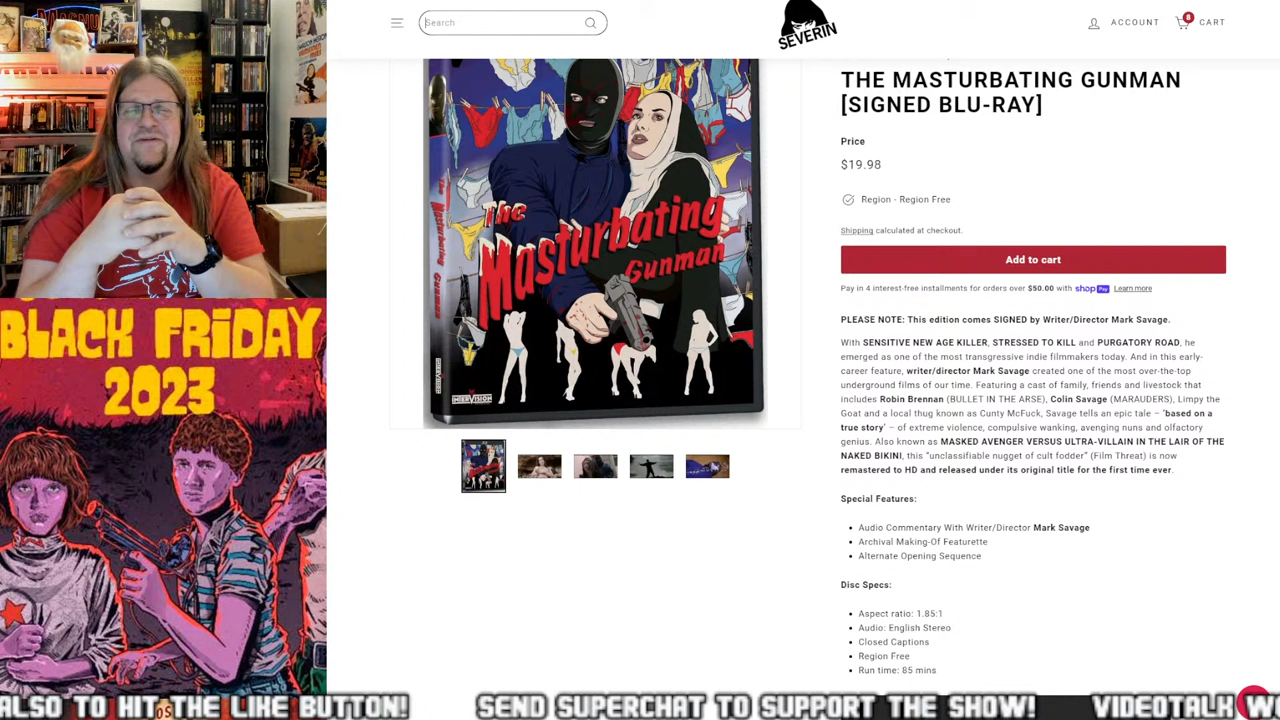 Search
SEVERIN
ACCOUNT
8
CART
THE MASTURBATING GUNMAN
[SIGNED BLU-RAY]
Price
$19.98
Region - Region Free
Shipping calculated at checkout.
Add to cart
Pay in 4 interest-free installments for orders over $50.00 with shop Pay Learn more
PLEASE NOTE: This edition comes SIGNED by Writer/Director Mark Savage.
With SENSITIVE NEW AGE KILLER, STRESSED TO KILL and PURGATORY ROAD, he
emerged as one of the most transgressive indie filmmakers today. And in this early-
career feature, writer/director Mark Savage created one of the most over-the-top
underground films of our time. Featuring a cast of family, friends and livestock that
includes Robin Brennan (BULLET IN THE ARSE), Colin Savage (MARAUDERS), Limpy the
Goat and a local thug known as Cunty McFuck, Savage tells an epic tale – 'based on a
true story' – of extreme violence, compulsive wanking, avenging nuns and olfactory
genius. Also known as MASKED AVENGER VERSUS ULTRA-VILLAIN IN THE LAIR OF THE
NAKED BIKINI, this "unclassifiable nugget of cult fodder" (Film Threat) is now
remastered to HD and released under its original title for the first time ever.
Special Features:
Audio Commentary With Writer/Director Mark Savage
Archival Making-Of Featurette
Alternate Opening Sequence
Disc Specs:
Aspect ratio: 1.85:1
Audio: English Stereo
Closed Captions
Region Free
Run time: 85 mins
The
Masturbating
Gunman
The Masturbating Gunman
INTERVISION
BLACK FRIDAY
2023
ALSO TO HIT THE LIKE BUTTON! SEND SUPERCHAT TO SUPPORT THE SHOW! VIDEOTALK W